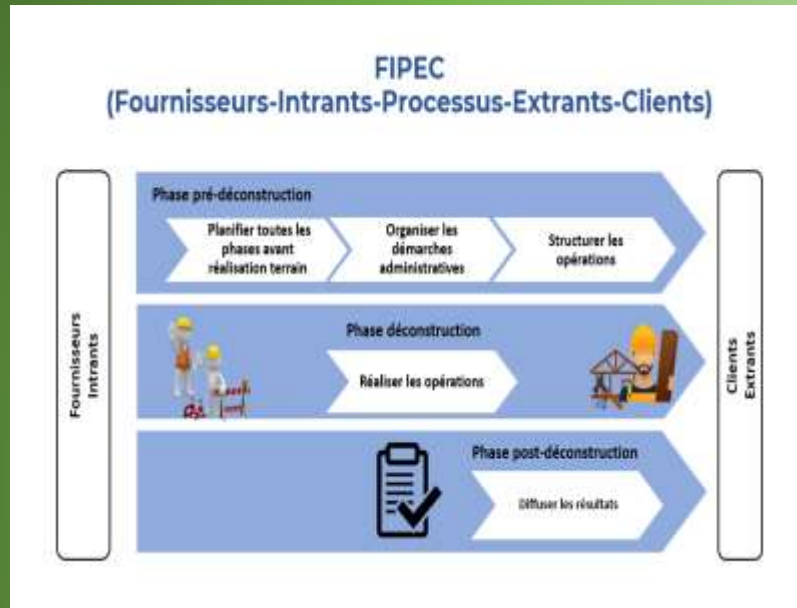 FIPEC
(Fournisseurs-Intrants-Processus-Extrants-Clients)
Fournisseurs
Intrants
Phase pré-déconstruction
Planifier toutes les
phases avant
réalisation terrain
Organiser les
démarches
administratives
Structurer les
opérations
Phase déconstruction
Réaliser les opérations
Phase post-déconstruction
Diffuser les résultats
Clients
Extrants